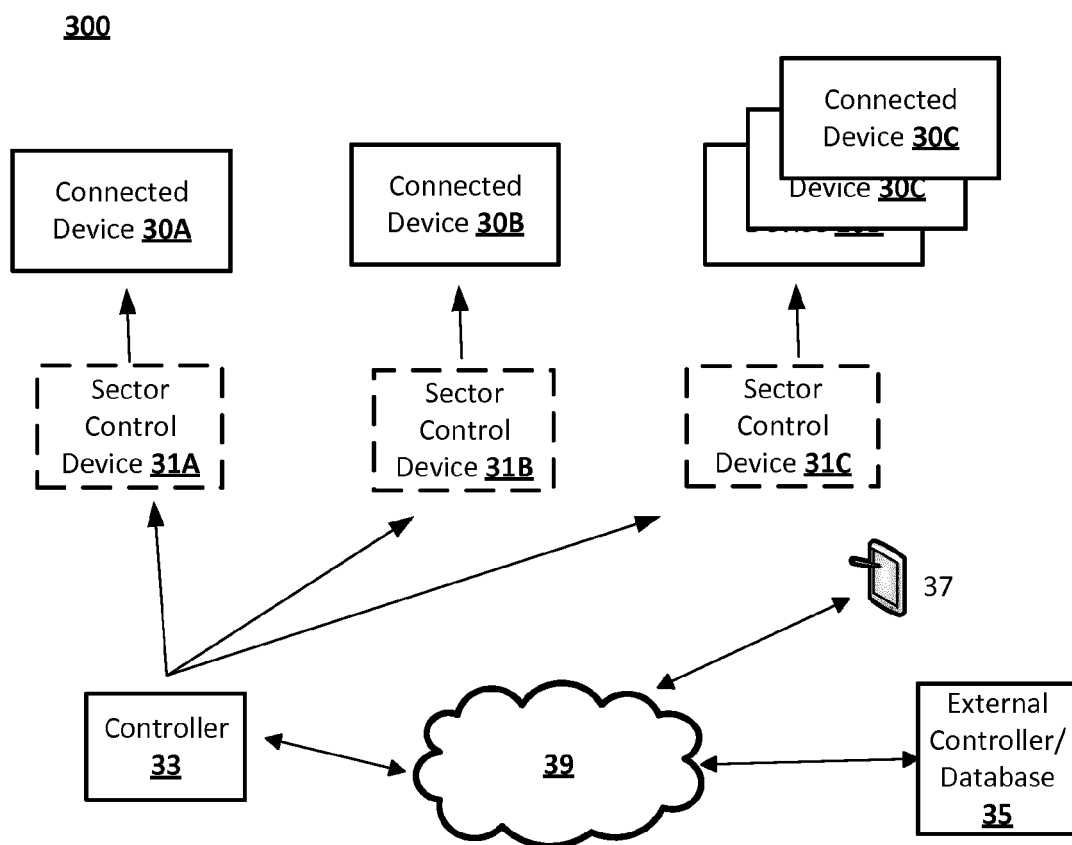 300
Connected
Device 30A
Connected
Device 30B
Connected
Device 30C
Device 30C
Sector
Control
Device 31A
Sector
Control
Device 31B
Sector
Control
Device 31C
37
Controller
33
39
External
Controller/
Database
35